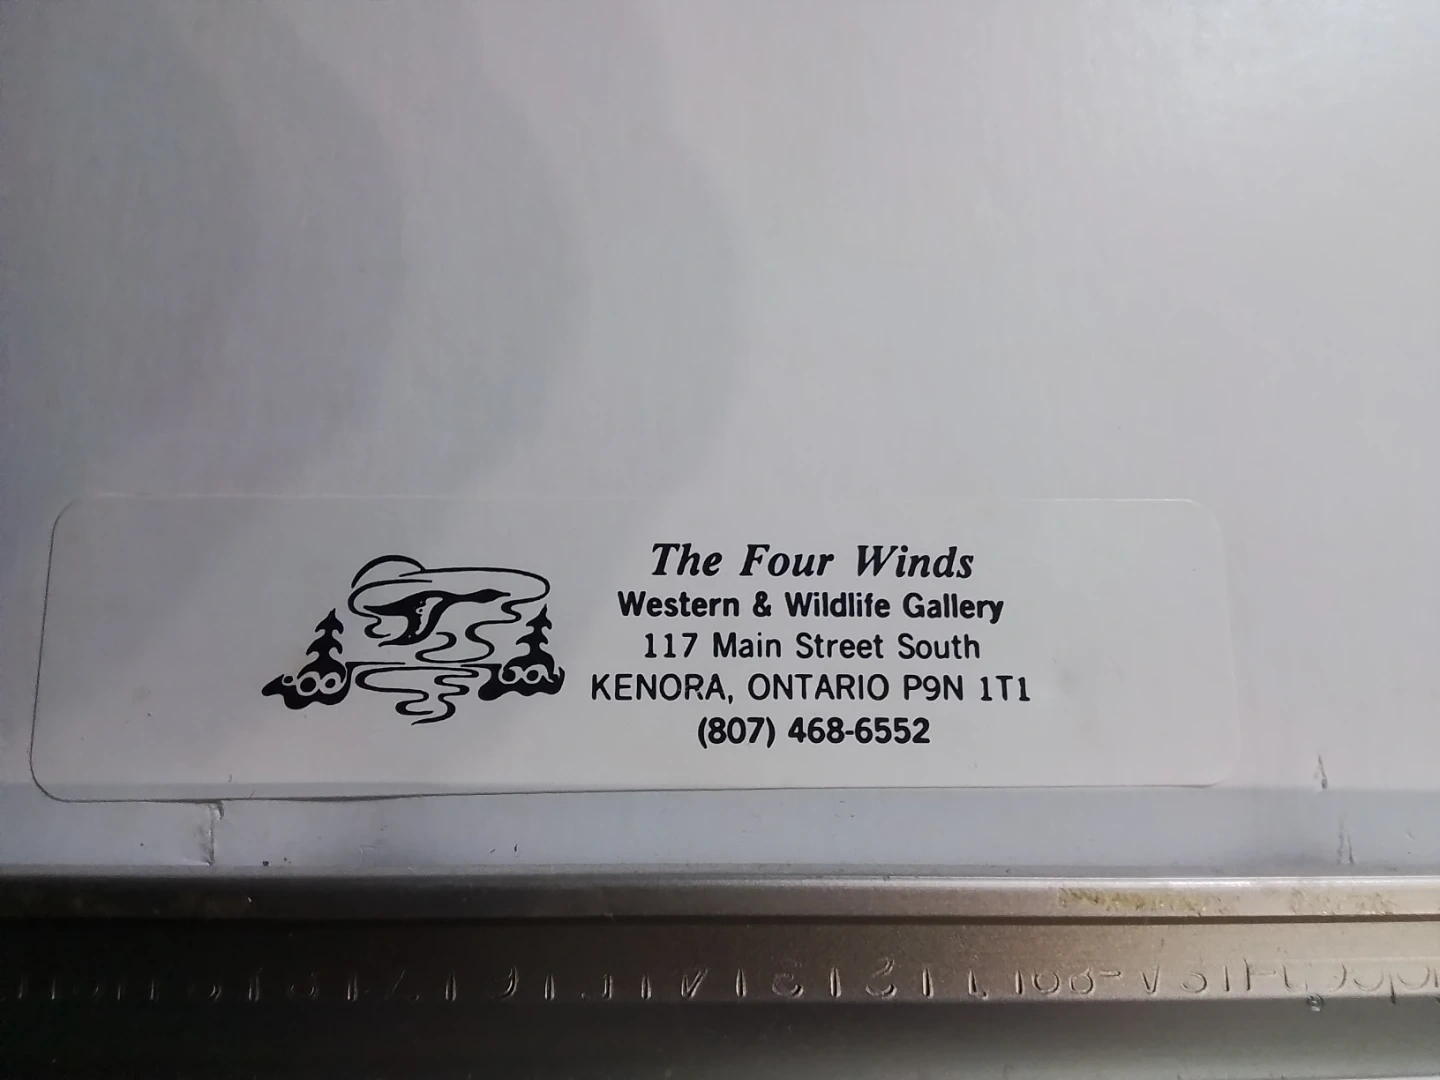 The Four Winds
Western & Wildlife Gallery
117 Main Street South
KENORA, ONTARIO P9N 1T1
(807) 468-6552